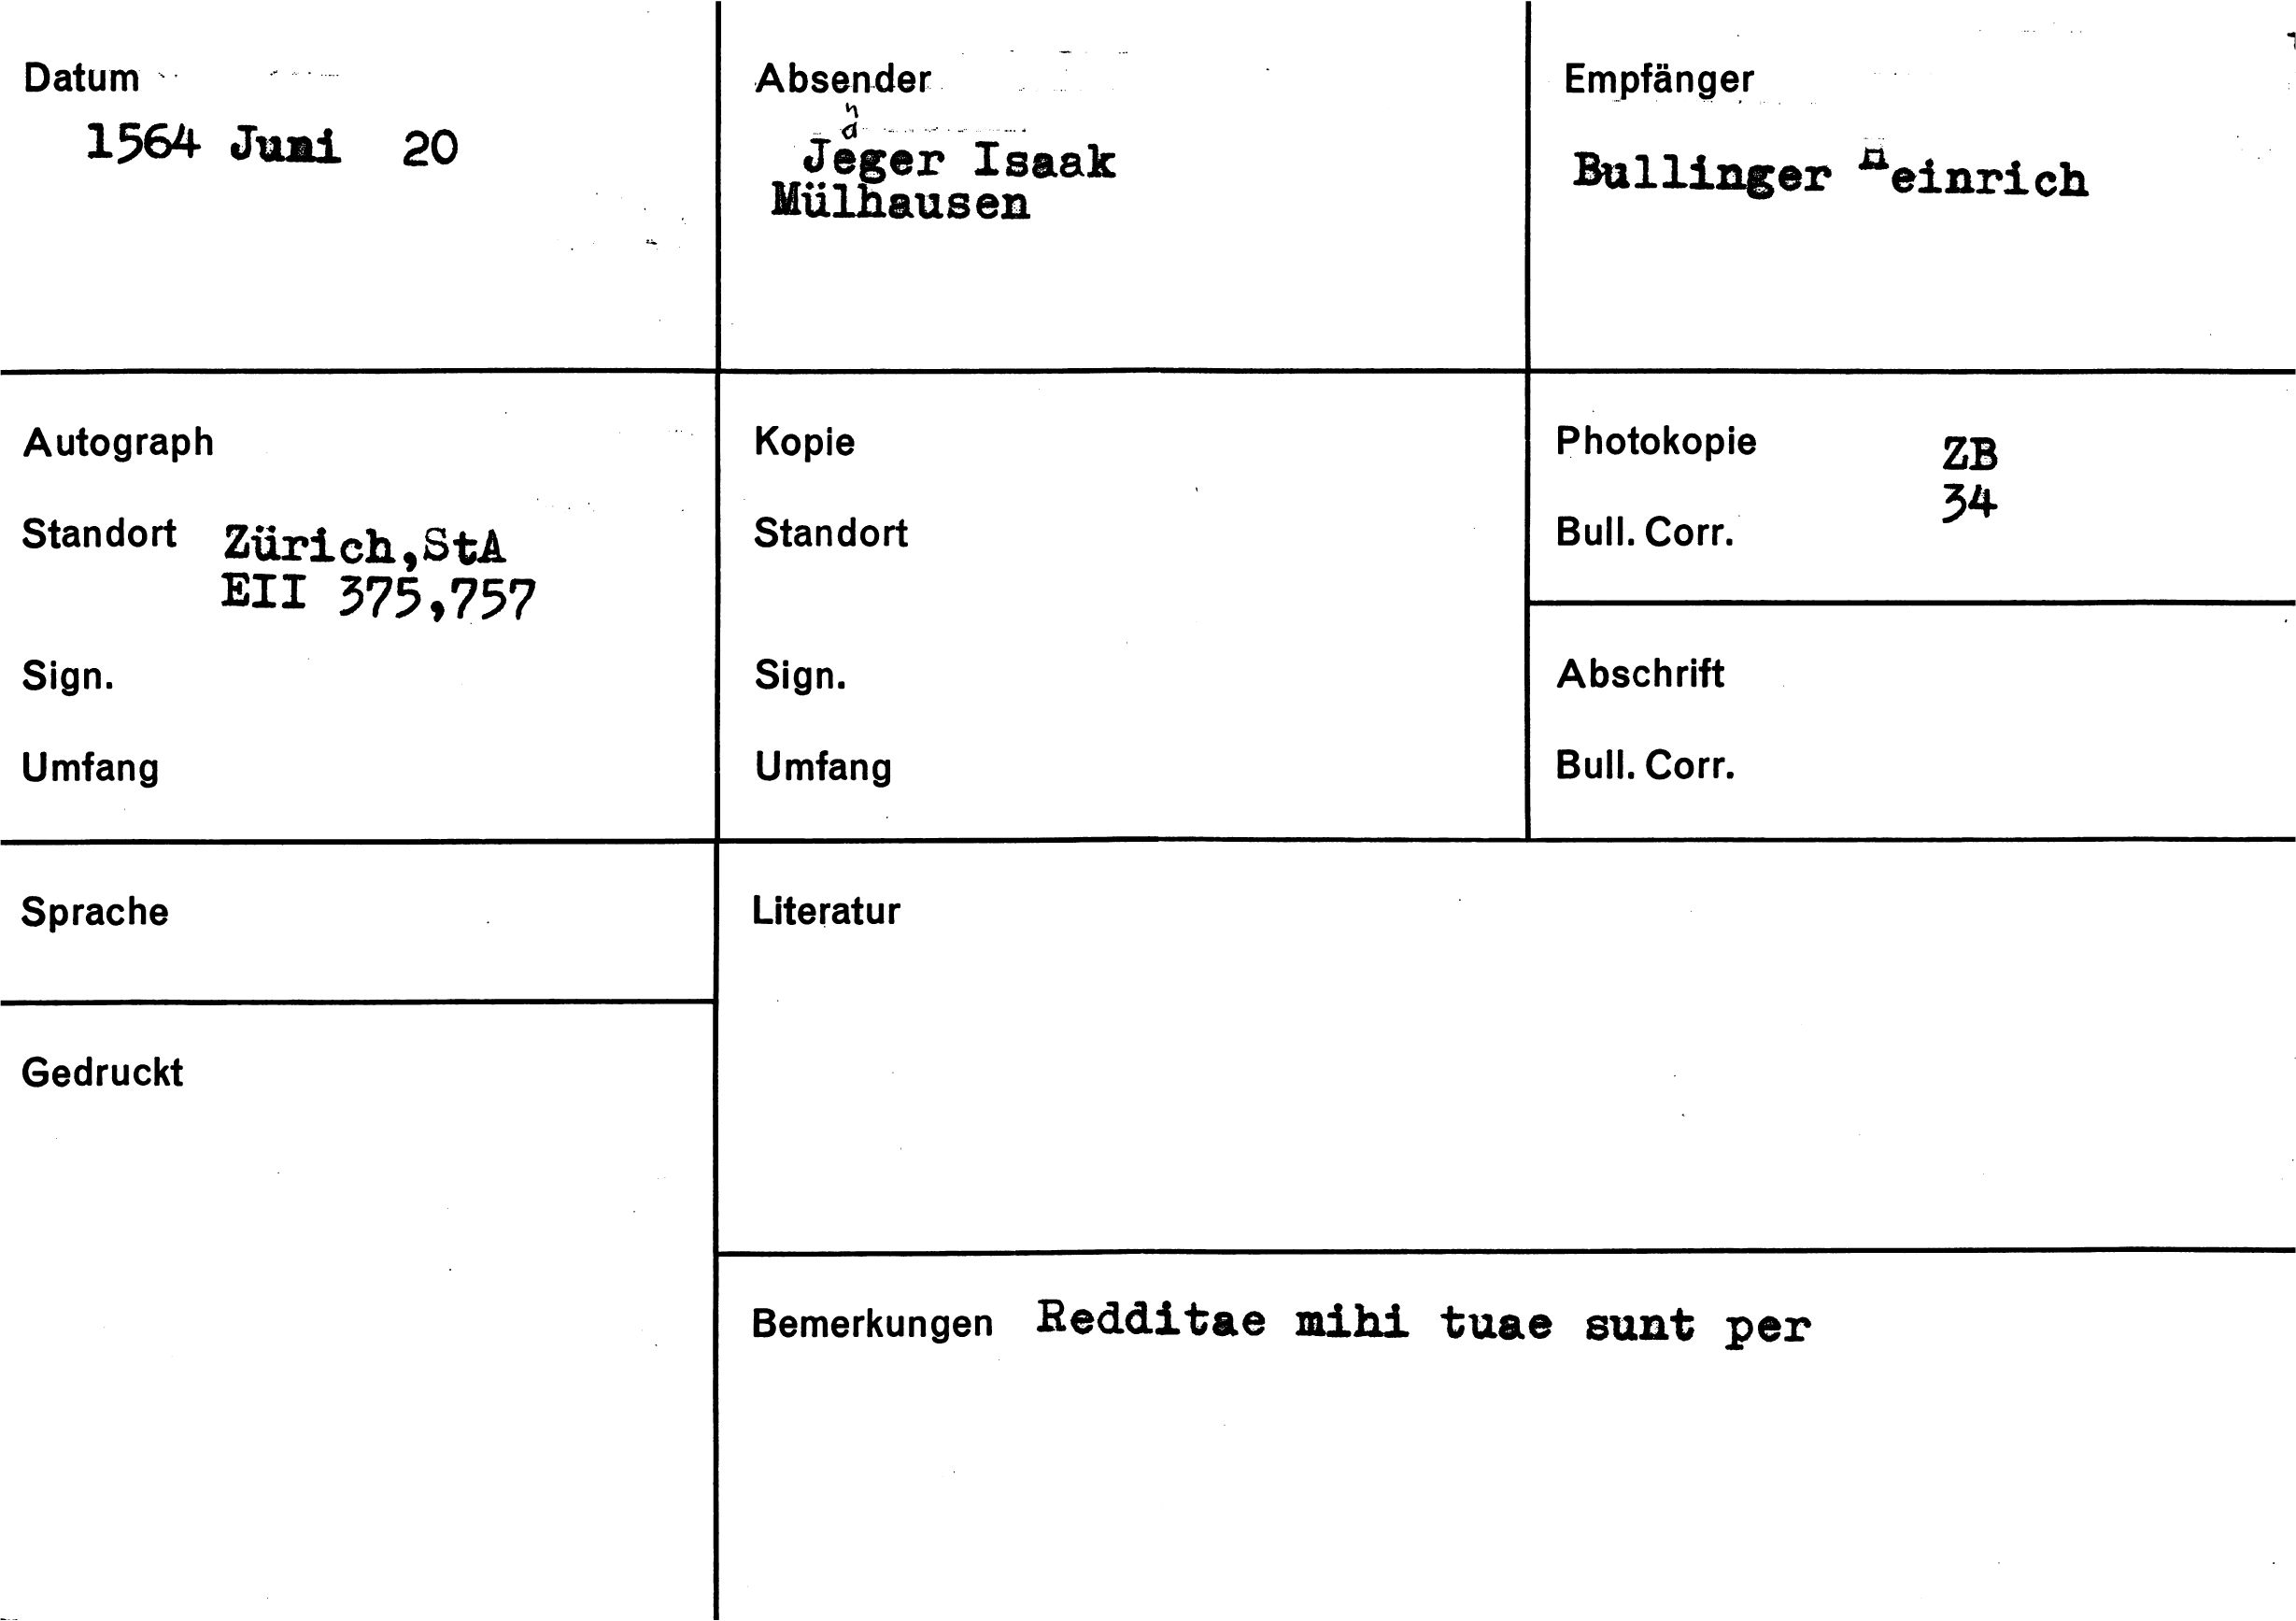 Datum
1564 Juni 20
Absender
Jeger Isaak
Mülhausen
Empfänger
Bullinger Heinrich
Autograph
Standort Zürich,StA
EII 375,757
Sign.
Umfang
Kopie
Standort
Sign.
Umfang
Photokopie ZB
34
Bull. Corr.
Abschrift
Bull. Corr.
Sprache
Literatur
Gedruckt
Bemerkungen Redditae mihi tuae sunt per